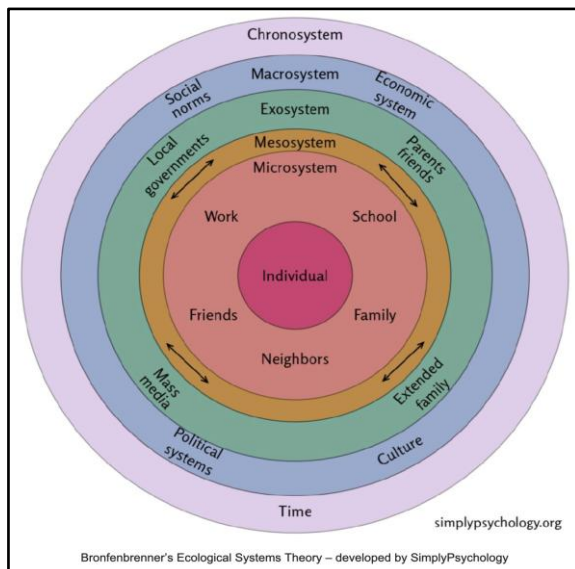 Chronosystem
Macrosystem
Social
norms
Economic
system
Exosystem
Local
governments
Parents
friends
Mesosystem
Microsystem
Work
School
Individual
Friends
Family
Neighbors
Mass
media
Extended
family
Political
systems
Culture
Time
simplypsychology.org
Bronfenbrenner's Ecological Systems Theory – developed by SimplyPsychology